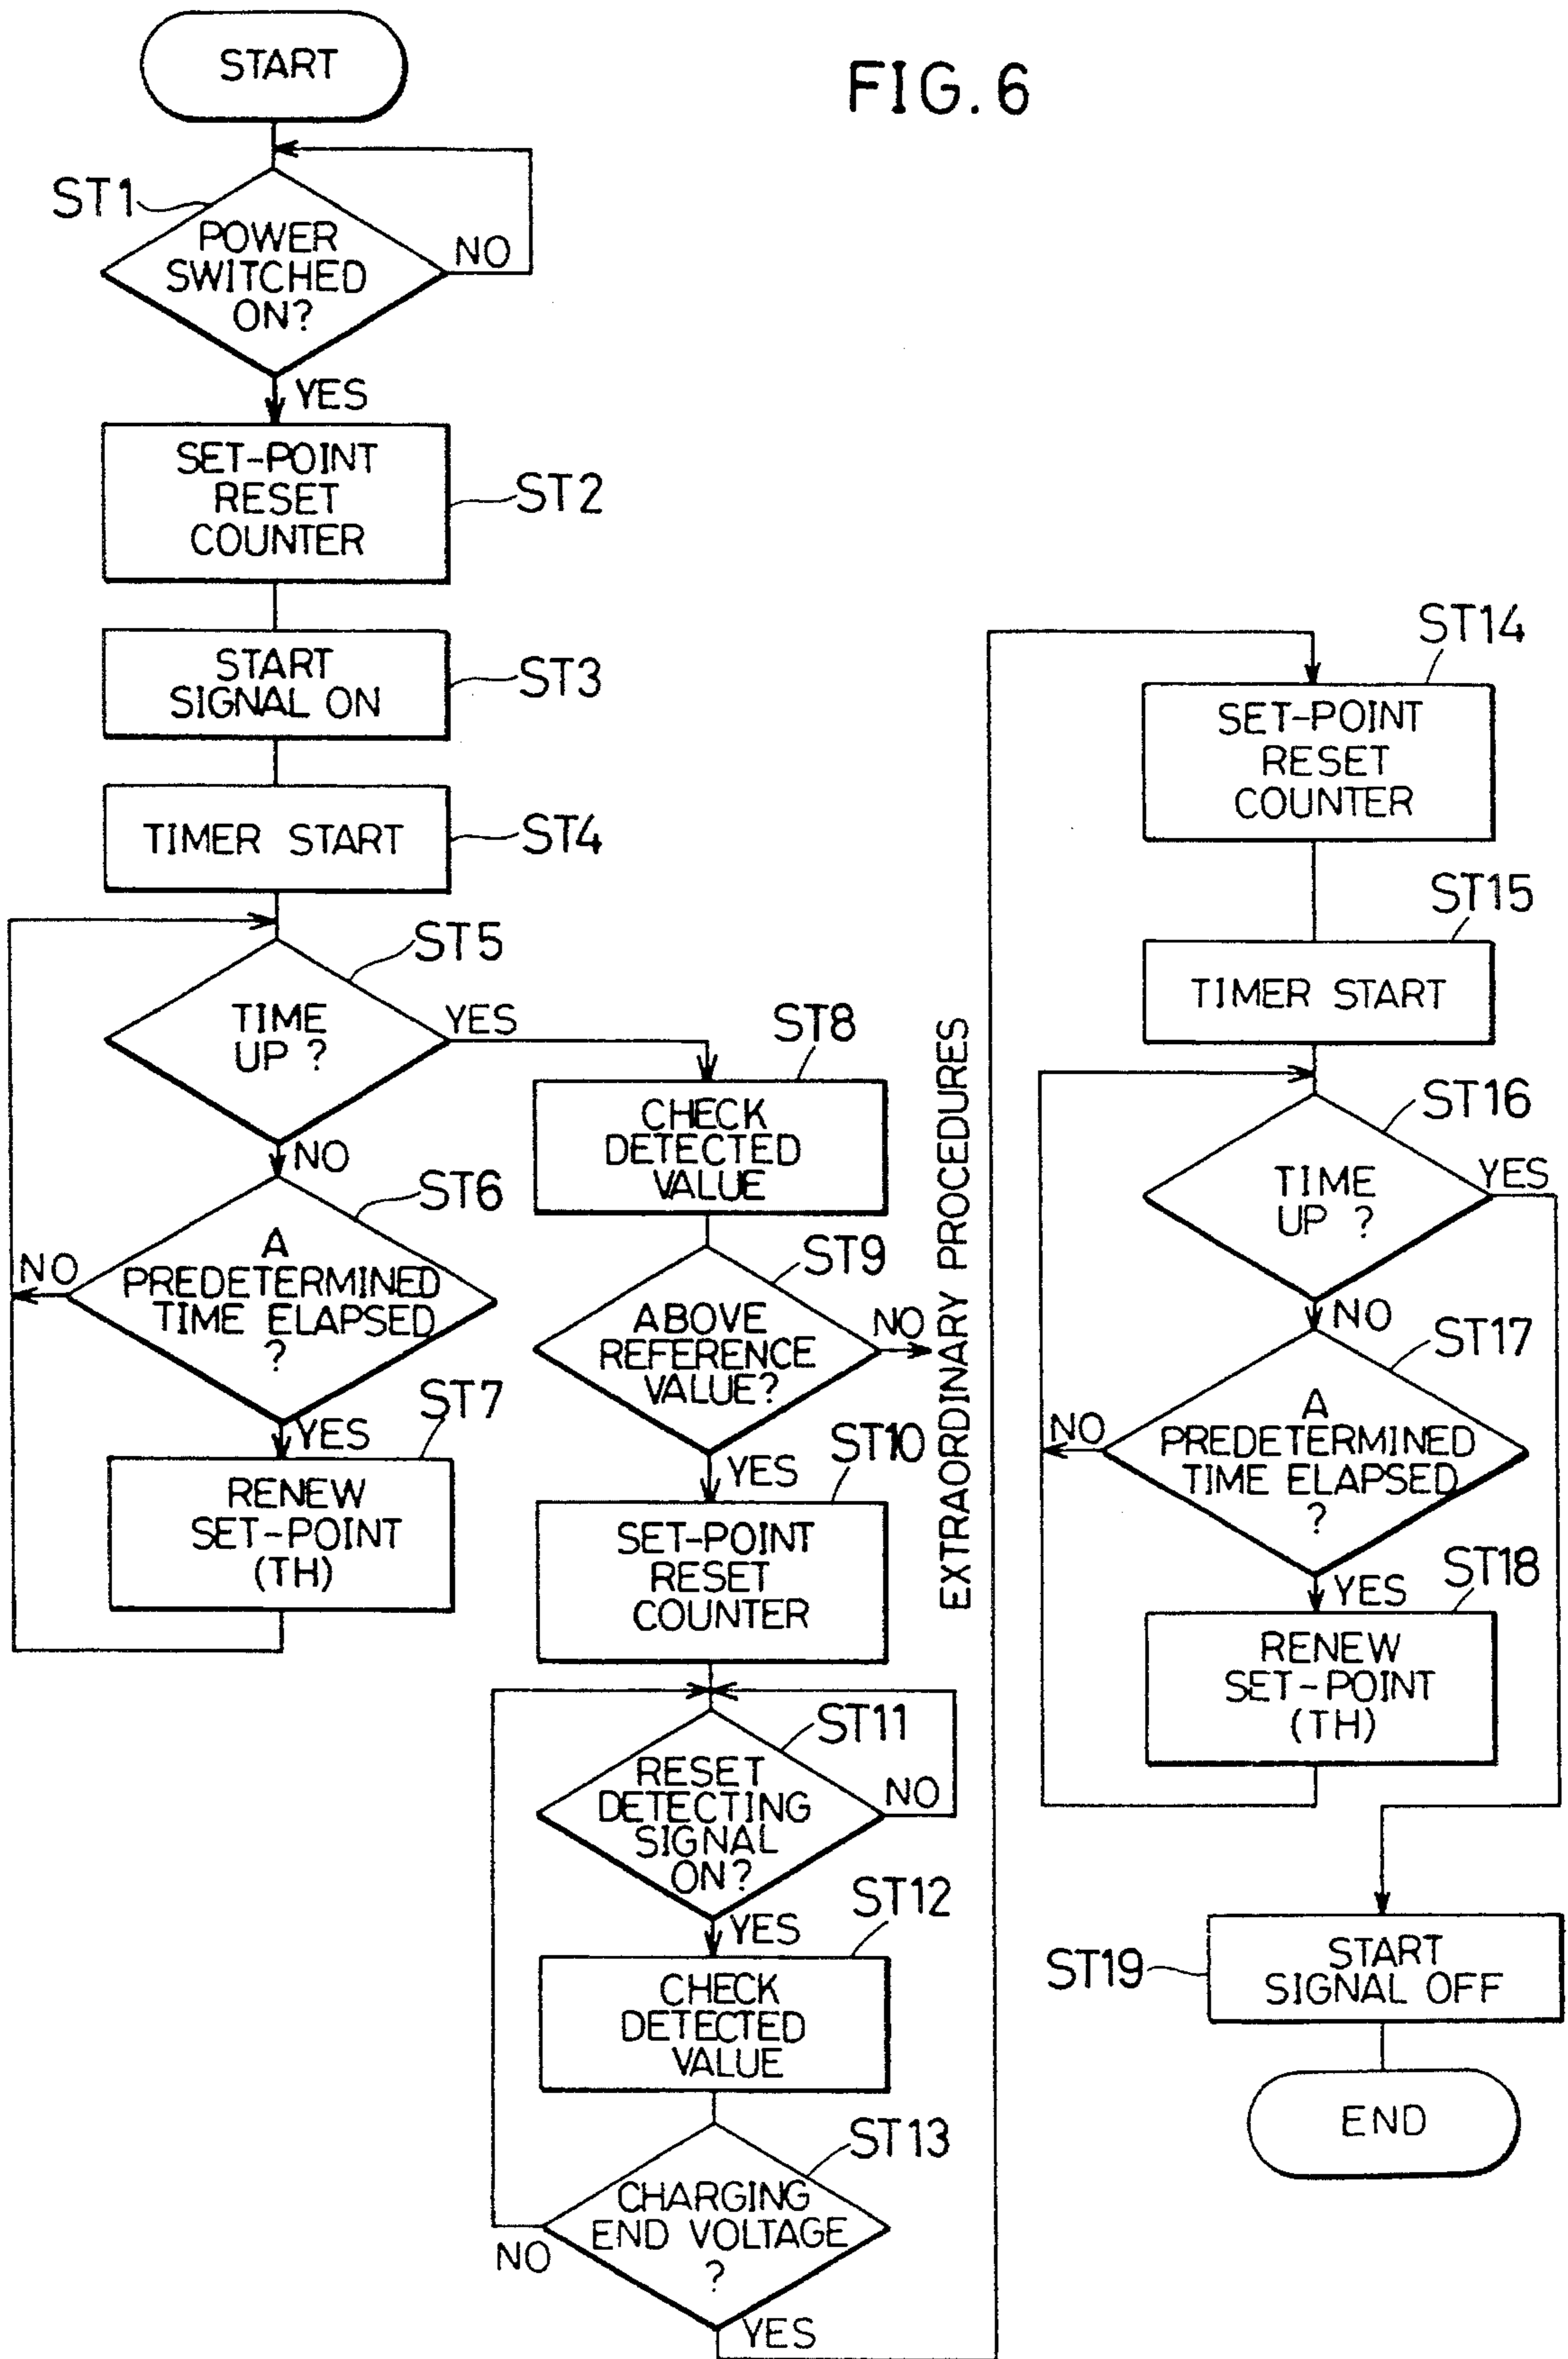 FIG. 6
START
ST1
POWER
SWITCHED
ON?
NO
YES
SET-POINT
RESET
COUNTER
ST2
START
SIGNAL ON
ST3
TIMER START
ST4
ST5
TIME
UP ?
YES
NO
ST6
A
PREDETERMINED
TIME ELAPSED
?
NO
YES
ST7
RENEW
SET-POINT
(TH)
ST8
CHECK
DETECTED
VALUE
ST9
ABOVE
REFERENCE
VALUE?
NO
EXTRAORDINARY PROCEDURES
YES
ST10
SET-POINT
RESET
COUNTER
ST11
RESET
DETECTING
SIGNAL
ON?
NO
YES
ST12
CHECK
DETECTED
VALUE
ST13
CHARGING
END VOLTAGE
?
NO
YES
ST14
SET-POINT
RESET
COUNTER
ST15
TIMER START
ST16
TIME
UP ?
YES
NO
ST17
A
PREDETERMINED
TIME ELAPSED
?
NO
YES
ST18
RENEW
SET-POINT
(TH)
ST19
START
SIGNAL OFF
END